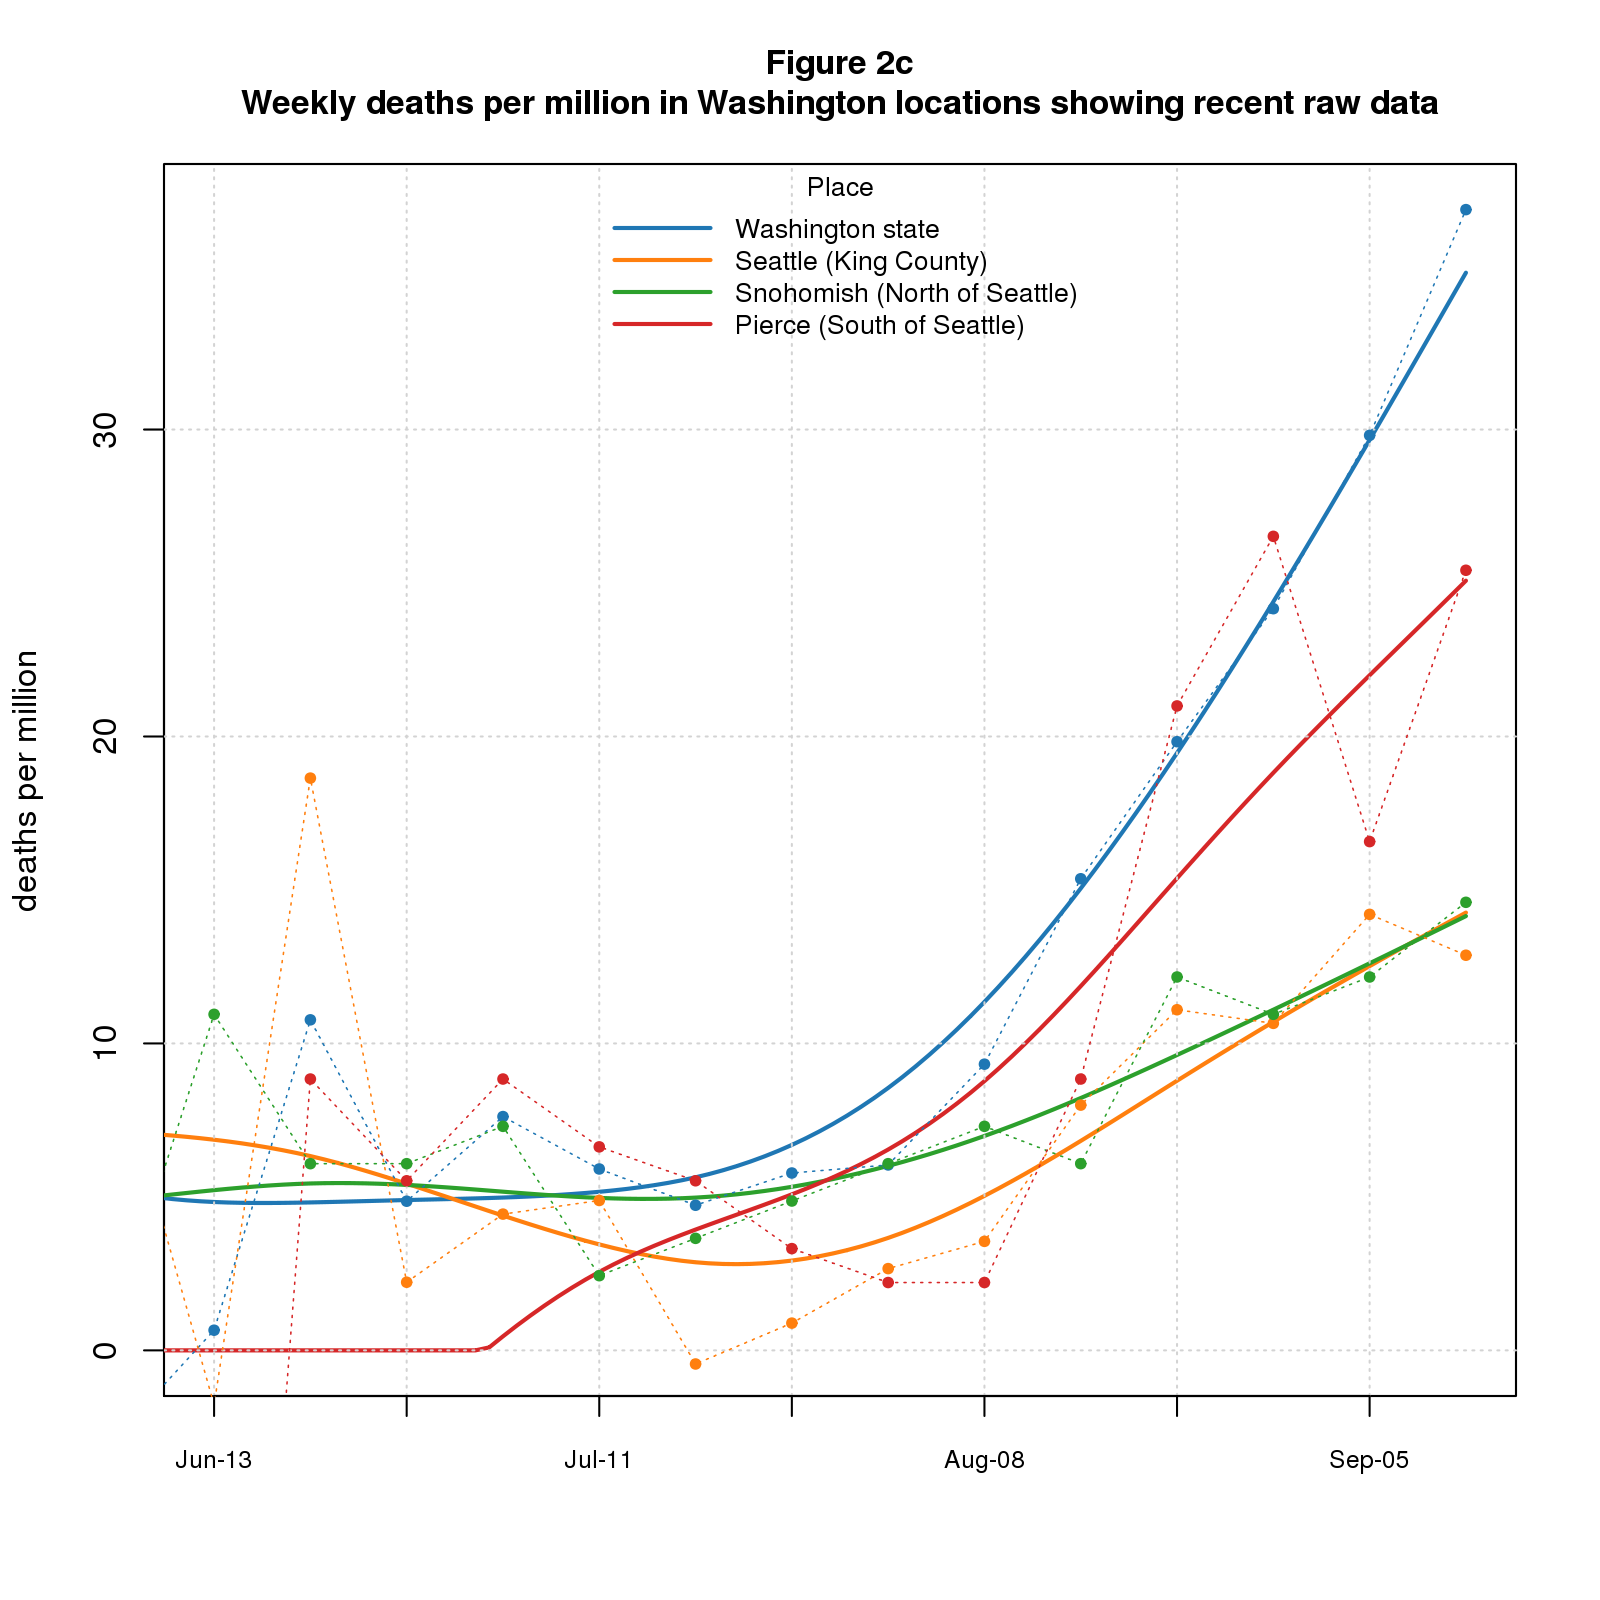 Figure 2c
Weekly deaths per million in Washington locations showing recent raw data
Place
Washington state
Seattle (King County)
Snohomish (North of Seattle)
Pierce (South of Seattle)
deaths per million
30
20
10
0
Jun-13
Jul-11
Aug-08
Sep-05